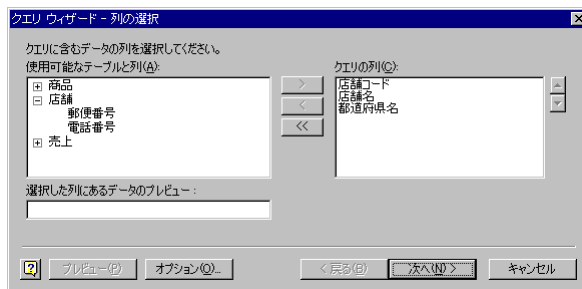 クエリ ウィザード - 列の選択
クエリに含むデータの列を選択してください。
使用可能なテーブルと列(A):
商品
店舗
郵便番号
電話番号
売上
>
<
<<
クエリの列(C):
店舗コード
店舗名
都道府県名
選択した列にあるデータのプレビュー:
プレビュー(P)
オプション(O)...
< 戻る(B)
次へ(N) >
キャンセル